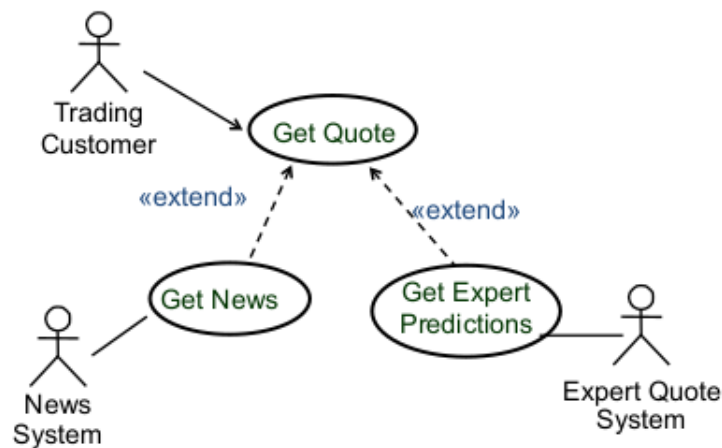 Trading
Customer
Get Quote
«extend»
«extend»
Get News
Get Expert
Predictions
News
System
Expert Quote
System